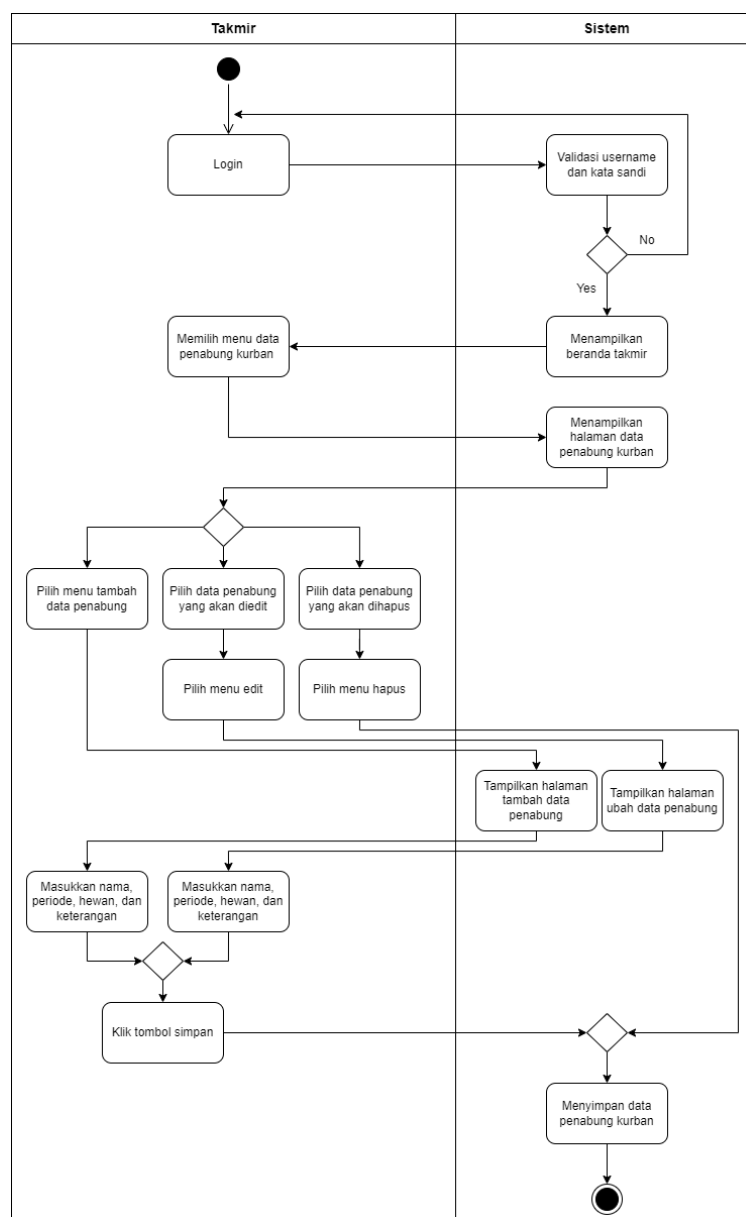 Takmir
Sistem
Login
Validasi username
dan kata sandi
No
Yes
Memilih menu data
penabung kurban
Menampilkan
beranda takmir
Menampilkan
halaman data
penabung kurban
Pilih menu tambah
data penabung
Pilih data penabung
yang akan diedit
Pilih data penabung
yang akan dihapus
Pilih menu edit
Pilih menu hapus
Tampilkan halaman
tambah data
penabung
Tampilkan halaman
ubah data penabung
Masukkan nama,
periode, hewan, dan
keterangan
Masukkan nama,
periode, hewan, dan
keterangan
Klik tombol simpan
Menyimpan data
penabung kurban